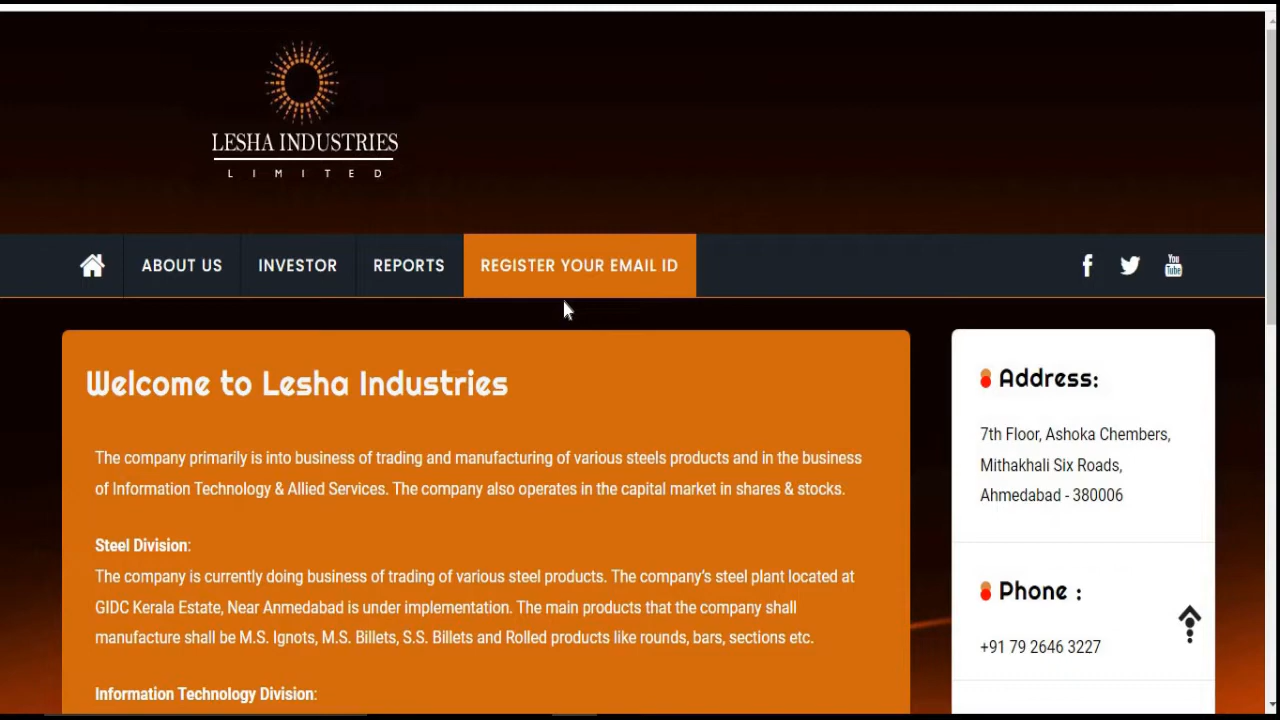 LESHA INDUSTRIES
LIMITED
ABOUT US
INVESTOR
REPORTS
REGISTER YOUR EMAIL ID
You
Tube
Welcome to Lesha Industries
The company primarily is into business of trading and manufacturing of various steels products and in the business
of Information Technology & Allied Services. The company also operates in the capital market in shares & stocks.
Steel Division:
The company is currently doing business of trading of various steel products. The company's steel plant located at
GIDC Kerala Estate, Near Anmedabad is under implementation. The main products that the company shall
manufacture shall be M.S. Ignots, M.S. Billets, S.S. Billets and Rolled products like rounds, bars, sections etc.
Information Technology Division:
Address:
7th Floor, Ashoka Chembers,
Mithakhali Six Roads,
Ahmedabad - 380006
Phone :
+91 79 2646 3227